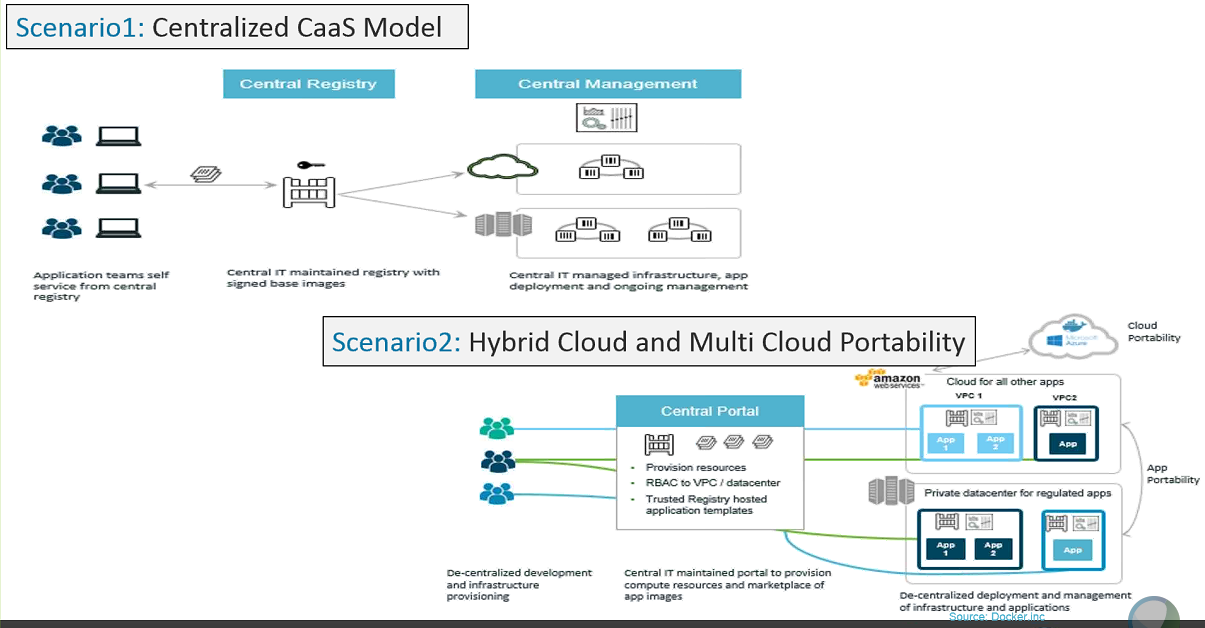 Scenario1: Centralized CaaS Model
Central Registry
Central Management
Application teams self
service from central
registry
Central IT maintained registry with
signed base images
Central IT managed infrastructure, app
deployment and ongoing management
Scenario2: Hybrid Cloud and Multi Cloud Portability
Microsoft
Azure
Cloud
Portability
amazon
web services™
Cloud for all other apps
VPC 1
VPC2
App
1
App
2
App
Central Portal
• Provision resources
• RBAC to VPC / datacenter
• Trusted Registry hosted
application templates
App
Portability
Private datacenter for regulated apps
App
1
App
2
App
De-centralized development
and infrastructure
provisioning
Central IT maintained portal to provision
compute resources and marketplace of
app images
De-centralized deployment and management
of infrastructure and applications
Source: Docker.inc